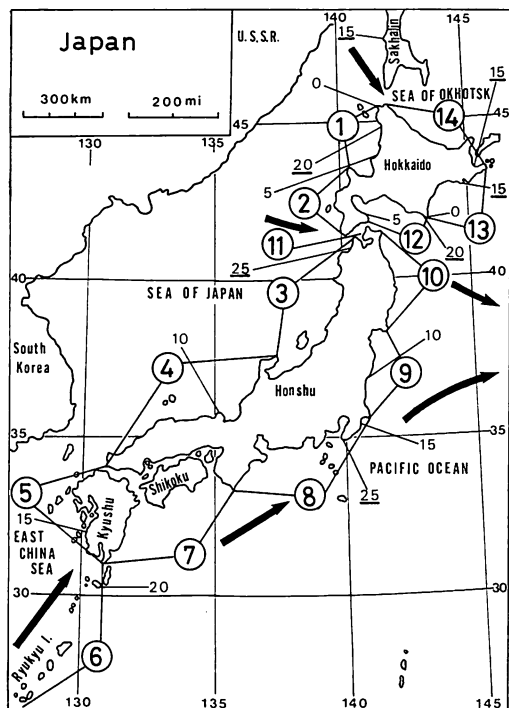 Japan
300km
200 mi
140
145
U.S.S.R.
15
Sakhalin
15
SEA OF OKHOTSK
0
45
1
14
45
130
135
20
Hokkaido
5
15
2
0
5
13
12
11
20
25
10
40
40
3
SEA OF JAPAN
10
South
Korea
4
10
Honshu
9
35
15
35
PACIFIC OCEAN
25
Shikoku
5
8
Kyushu
15
EAST
CHINA
SEA
7
20
30
30
Ryukyu I.
6
130
135
140
145